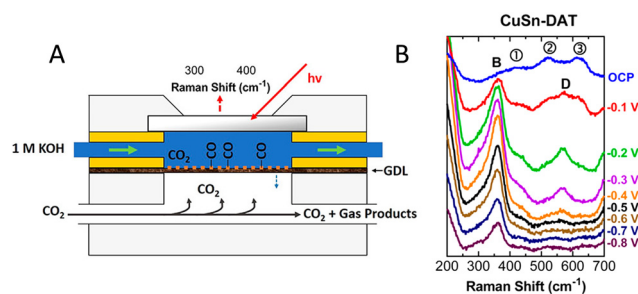 A
300 400
Raman Shift (cm⁻¹)
hν
1 M KOH
CO₂
CO
CO
CO
GDL
CO₂
CO₂
CO₂ + Gas Products
B
CuSn-DAT
B
①
②
③
D
OCP
-0.1 V
-0.2 V
-0.3 V
-0.4 V
-0.5 V
-0.6 V
-0.7 V
-0.8 V
200 300 400 500 600 700
Raman Shift (cm⁻¹)